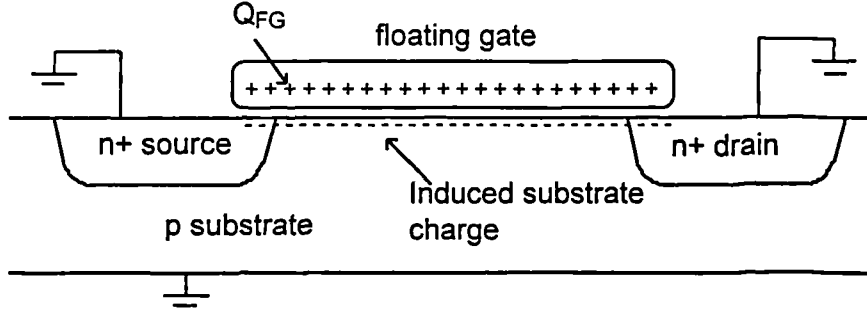 QFG
floating gate
+ + + + + + + + + + + + + + + + + + + + + +
n+ source
n+ drain
Induced substrate
charge
p substrate